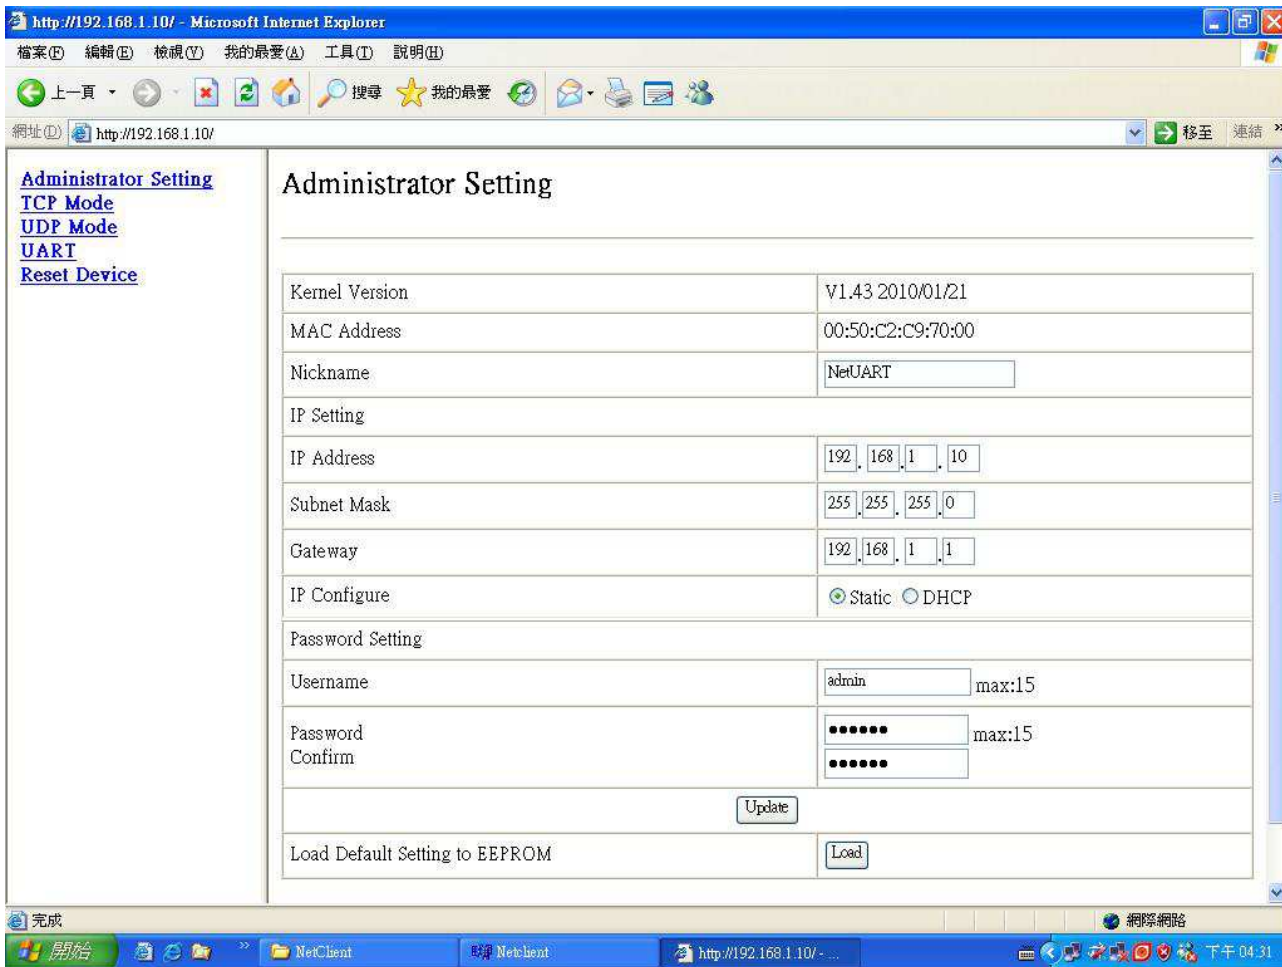 http://192.168.1.10/ - Microsoft Internet Explorer
檔案(F) 編輯(E) 檢視(V) 我的最愛(A) 工具(T) 說明(H)
上一頁 搜尋 我的最愛
網址(D) http://192.168.1.10/ 移至 連結 »
Administrator Setting
TCP Mode
UDP Mode
UART
Reset Device
Administrator Setting
Kernel Version V1.43 2010/01/21
MAC Address 00:50:C2:C9:70:00
Nickname NetUART
IP Setting
IP Address 192 . 168 . 1 . 10
Subnet Mask 255 . 255 . 255 . 0
Gateway 192 . 168 . 1 . 1
IP Configure Static DHCP
Password Setting
Username admin max:15
Password ●●●●●● max:15
Confirm ●●●●●●
Update
Load Default Setting to EEPROM Load
完成 網際網路
開始 » NetClient Netclient http://192.168.1.10/ - ... 下午 04:31